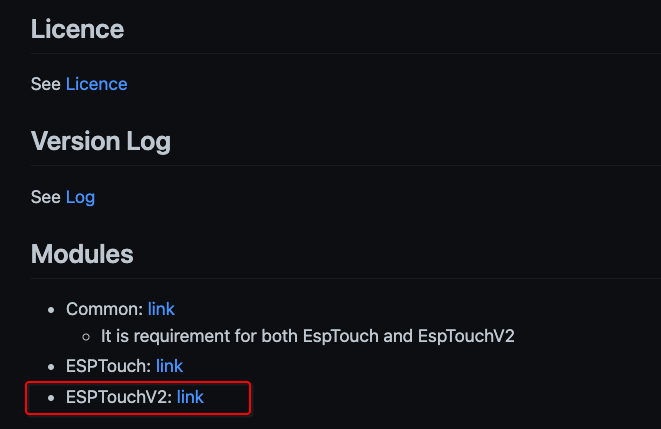 Licence
See Licence
Version Log
See Log
Modules
Common: link
It is requirement for both EspTouch and EspTouchV2
ESPTouch: link
ESPTouchV2: link